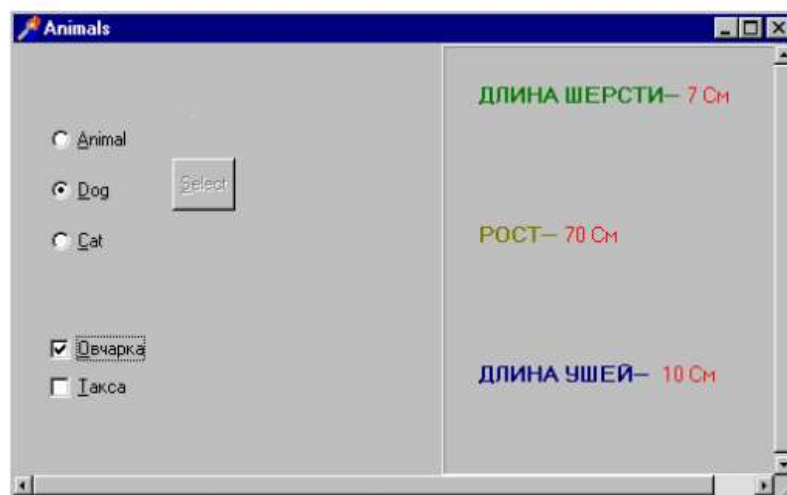 Animals
Animal
Dog
Select
Cat
Овчарка
Такса
ДЛИНА ШЕРСТИ– 7 См
РОСТ– 70 См
ДЛИНА УШЕЙ– 10 См